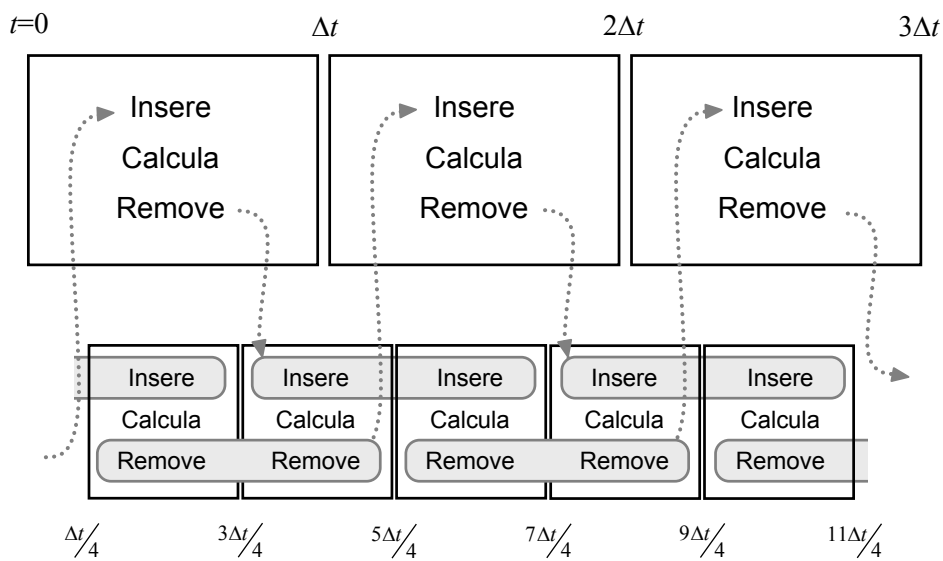 t=0 Δt 2Δt 3Δt
Insere Insere Insere
Calcula Calcula Calcula
Remove Remove Remove
Insere Insere Insere Insere Insere
Calcula Calcula Calcula Calcula Calcula
Remove Remove Remove Remove Remove
Δt/4 3Δt/4 5Δt/4 7Δt/4 9Δt/4 11Δt/4